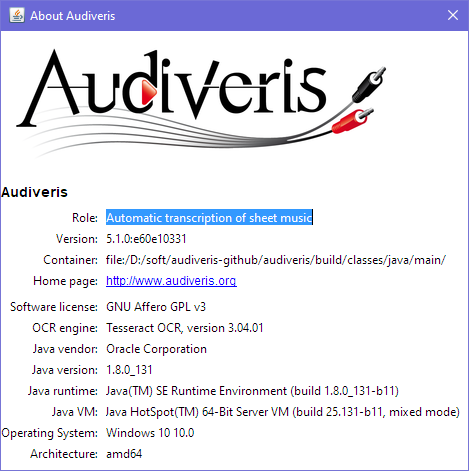 About Audiveris
Audiveris
Audiveris
Role: Automatic transcription of sheet music
Version: 5.1.0:e60e10331
Container: file:/D:/soft/audiveris-github/audiveris/build/classes/java/main/
Home page: http://www.audiveris.org
Software license: GNU Affero GPL v3
OCR engine: Tesseract OCR, version 3.04.01
Java vendor: Oracle Corporation
Java version: 1.8.0_131
Java runtime: Java(TM) SE Runtime Environment (build 1.8.0_131-b11)
Java VM: Java HotSpot(TM) 64-Bit Server VM (build 25.131-b11, mixed mode)
Operating System: Windows 10 10.0
Architecture: amd64